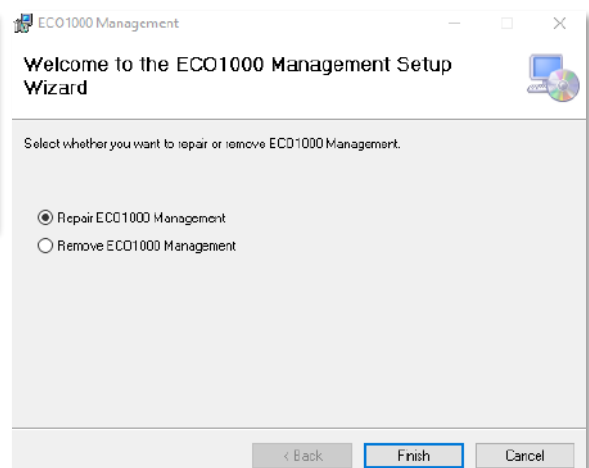 ECO1000 Management
Welcome to the ECO1000 Management Setup
Wizard
Select whether you want to repair or remove ECO1000 Management.
Repair ECO1000 Management
Remove ECO1000 Management
< Back
Finish
Cancel